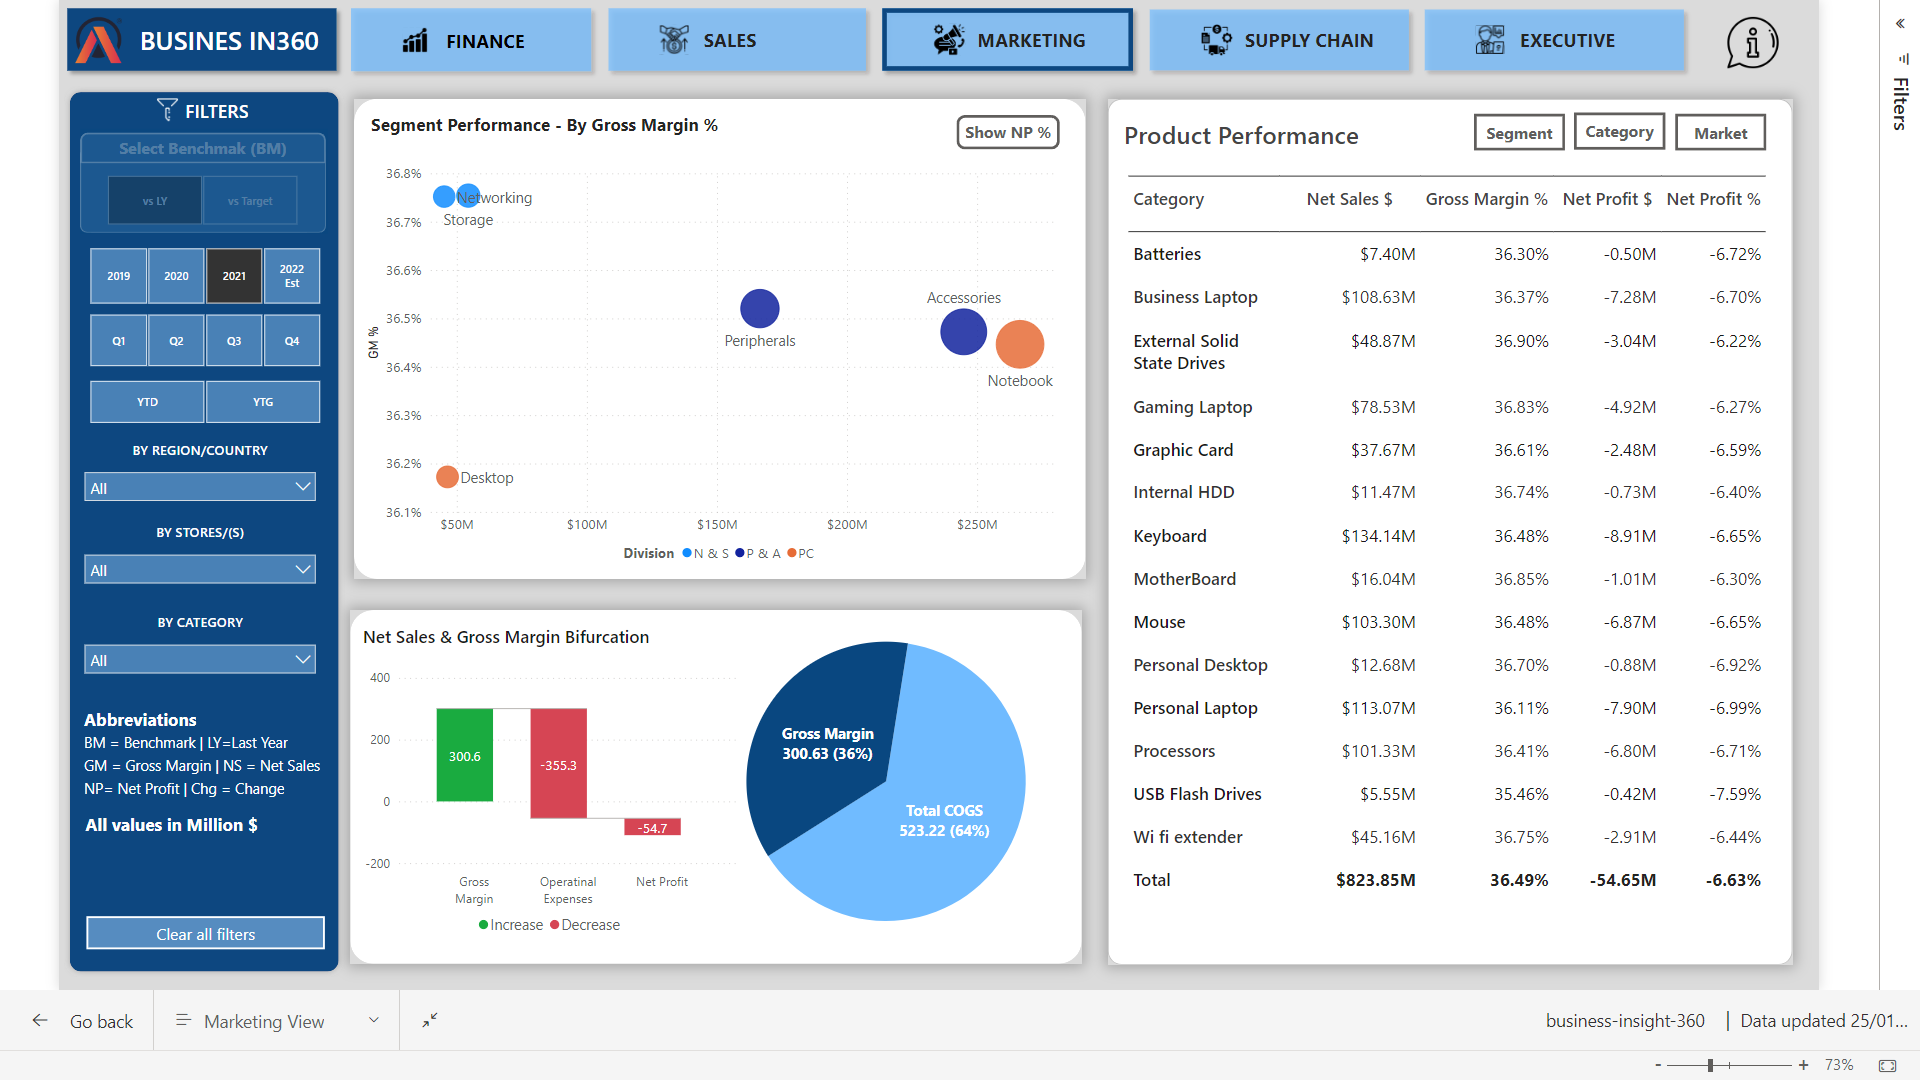 BUSINES IN360
FINANCE
SALES
MARKETING
SUPPLY CHAIN
EXECUTIVE
FILTERS
Select Benchmak (BM)
vs LY
vs Target
2019
2020
2021
2022
Est
Q1
Q2
Q3
Q4
YTD
YTG
BY REGION/COUNTRY
All
BY STORES/(S)
All
BY CATEGORY
All
Abbreviations
BM = Benchmark | LY=Last Year
GM = Gross Margin | NS = Net Sales
NP= Net Profit | Chg = Change
All values in Million $
Clear all filters
Segment Performance - By Gross Margin %
Show NP %
GM %
36.8%
36.7%
36.6%
36.5%
36.4%
36.3%
36.2%
36.1%
Networking
Storage
Peripherals
Accessories
Notebook
Desktop
$50M
$100M
$150M
$200M
$250M
Division N & S P & A PC
Net Sales & Gross Margin Bifurcation
400
200
0
-200
300.6
-355.3
-54.7
Gross
Margin
Operatinal
Expenses
Net Profit
Increase Decrease
Gross Margin
300.63 (36%)
Total COGS
523.22 (64%)
Product Performance
Segment
Category
Market
Category Net Sales $ Gross Margin % Net Profit $ Net Profit %
Batteries $7.40M 36.30% -0.50M -6.72%
Business Laptop $108.63M 36.37% -7.28M -6.70%
External Solid $48.87M 36.90% -3.04M -6.22%
State Drives
Gaming Laptop $78.53M 36.83% -4.92M -6.27%
Graphic Card $37.67M 36.61% -2.48M -6.59%
Internal HDD $11.47M 36.74% -0.73M -6.40%
Keyboard $134.14M 36.48% -8.91M -6.65%
MotherBoard $16.04M 36.85% -1.01M -6.30%
Mouse $103.30M 36.48% -6.87M -6.65%
Personal Desktop $12.68M 36.70% -0.88M -6.92%
Personal Laptop $113.07M 36.11% -7.90M -6.99%
Processors $101.33M 36.41% -6.80M -6.71%
USB Flash Drives $5.55M 35.46% -0.42M -7.59%
Wi fi extender $45.16M 36.75% -2.91M -6.44%
Total $823.85M 36.49% -54.65M -6.63%
Filters
Go back
Marketing View
business-insight-360 | Data updated 25/01...
- + 73%